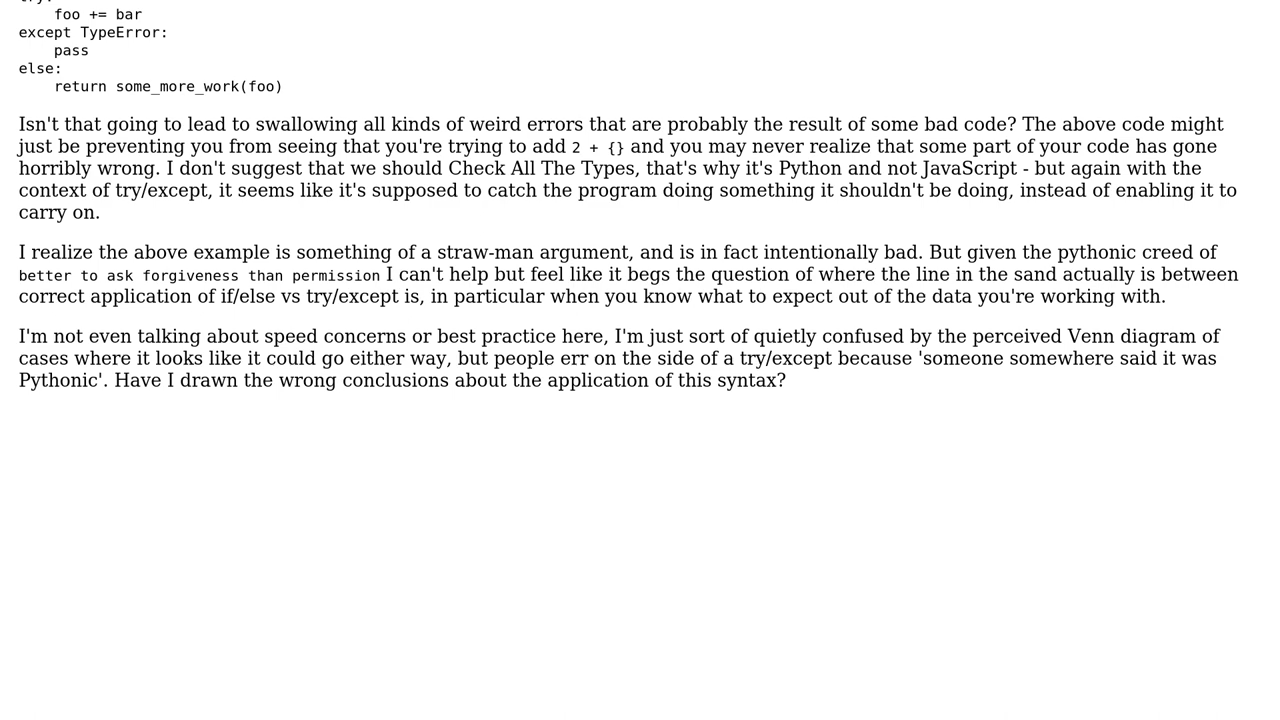 try:
    foo += bar
except TypeError:
    pass
else:
    return some_more_work(foo)
Isn't that going to lead to swallowing all kinds of weird errors that are probably the result of some bad code? The above code might
just be preventing you from seeing that you're trying to add 2 + {} and you may never realize that some part of your code has gone
horribly wrong. I don't suggest that we should Check All The Types, that's why it's Python and not JavaScript - but again with the
context of try/except, it seems like it's supposed to catch the program doing something it shouldn't be doing, instead of enabling it to
carry on.
I realize the above example is something of a straw-man argument, and is in fact intentionally bad. But given the pythonic creed of
better to ask forgiveness than permission I can't help but feel like it begs the question of where the line in the sand actually is between
correct application of if/else vs try/except is, in particular when you know what to expect out of the data you're working with.
I'm not even talking about speed concerns or best practice here, I'm just sort of quietly confused by the perceived Venn diagram of
cases where it looks like it could go either way, but people err on the side of a try/except because 'someone somewhere said it was
Pythonic'. Have I drawn the wrong conclusions about the application of this syntax?